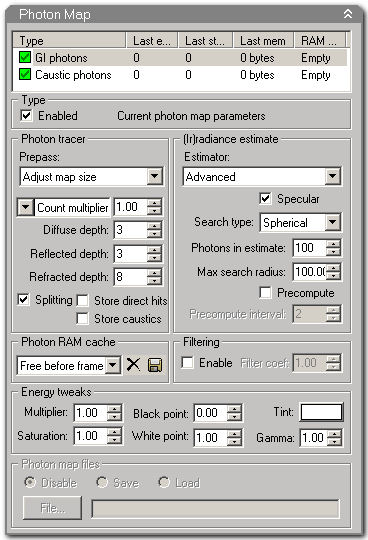 Photon Map
Type Last e... Last st... Last mem RAM ...
GI photons 0 0 0 bytes Empty
Caustic photons 0 0 0 bytes Empty
Type
Enabled Current photon map parameters
Photon tracer
Prepass:
Adjust map size
Count multiplier 1.00
Diffuse depth: 3
Reflected depth: 3
Refracted depth: 8
Splitting Store direct hits
Store caustics
(Ir)radiance estimate
Estimator:
Advanced
Specular
Search type: Spherical
Photons in estimate: 100
Max search radius: 100.0
Precompute
Precompute interval: 2
Photon RAM cache
Free before frame
Filtering
Enable Filter coef: 1.00
Energy tweaks
Multiplier: 1.00 Black point: 0.00 Tint:
Saturation: 1.00 White point: 1.00 Gamma: 1.00
Photon map files
Disable Save Load
File...